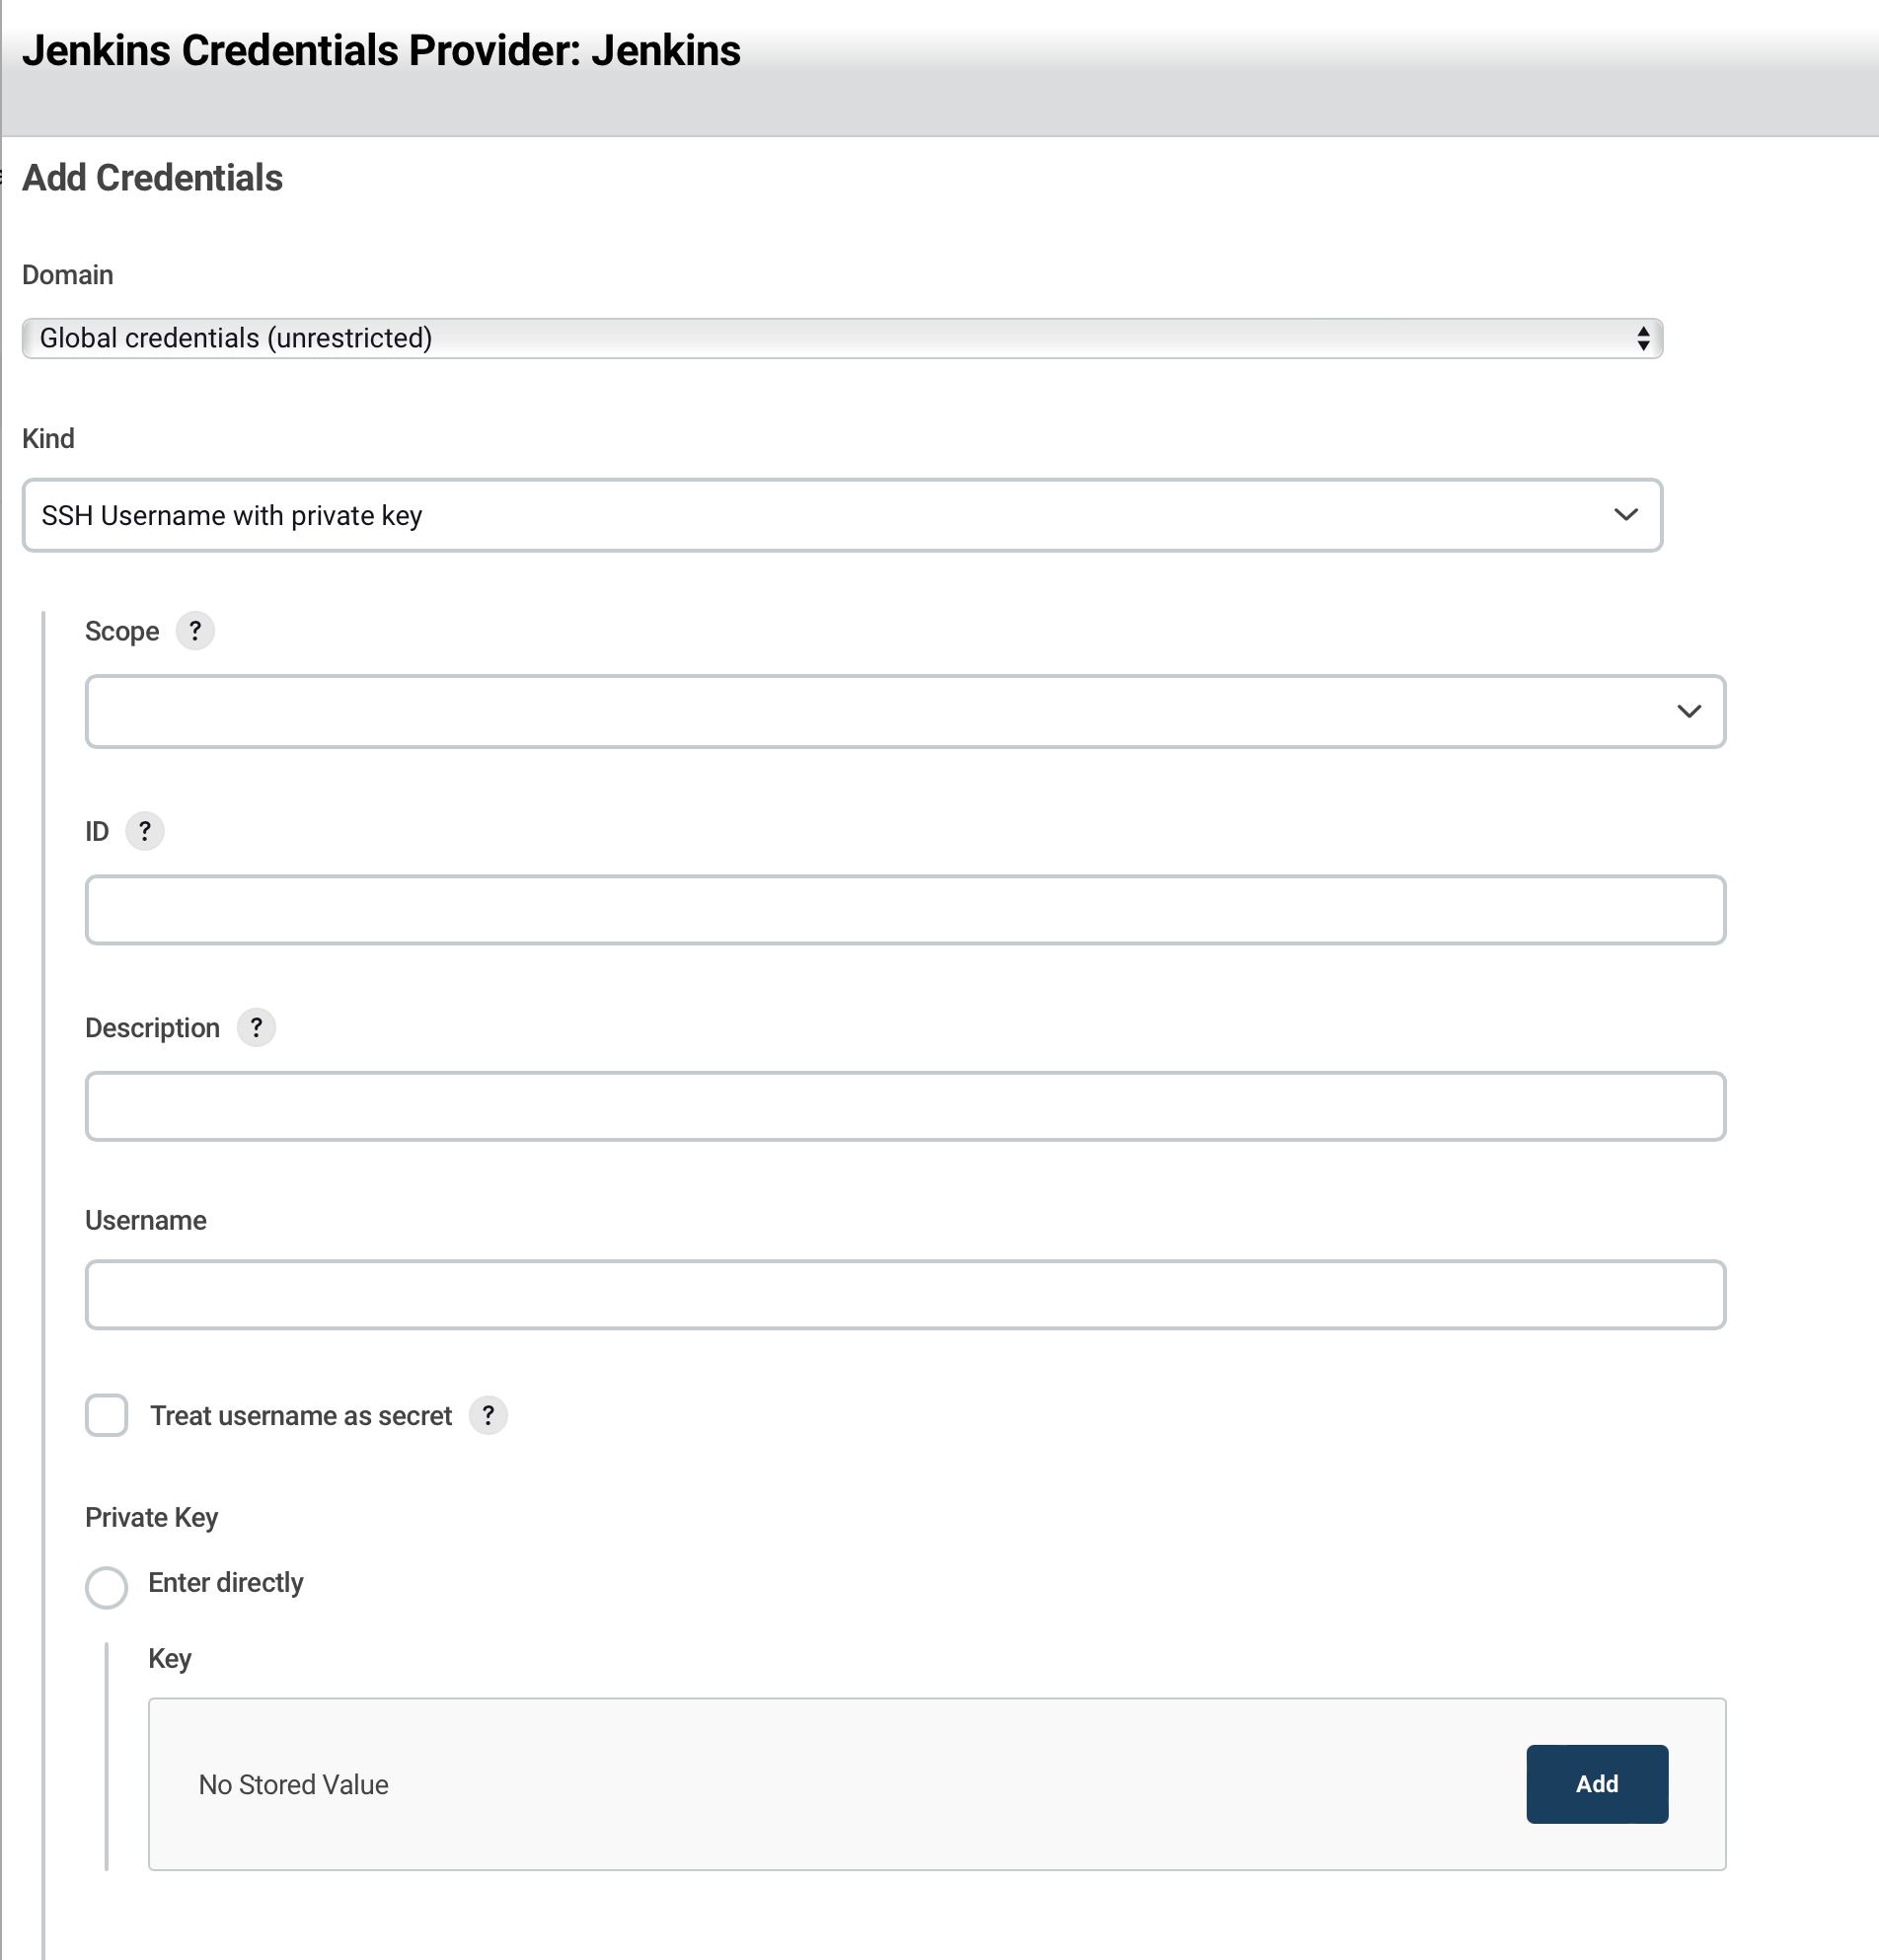 Jenkins Credentials Provider: Jenkins
Add Credentials
Domain
Global credentials (unrestricted)
Kind
SSH Username with private key
Scope ?
ID ?
Description ?
Username
Treat username as secret ?
Private Key
Enter directly
Key
No Stored Value
Add